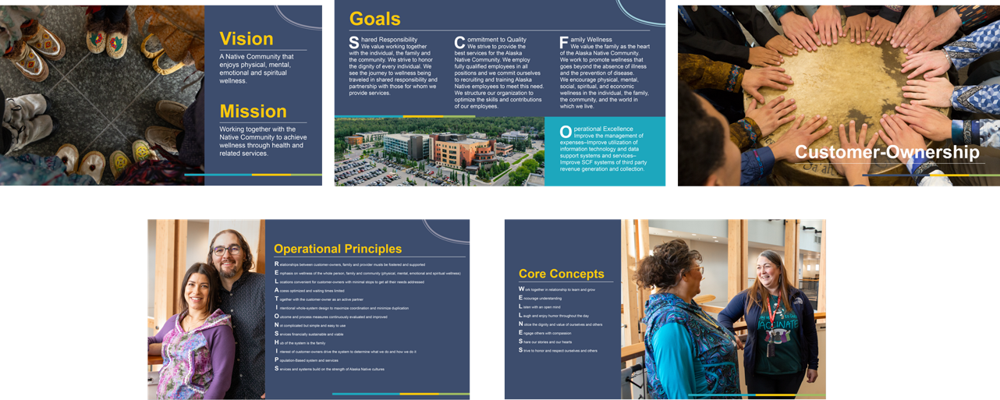 Vision
A Native Community that
enjoys physical, mental,
emotional and spiritual
wellness.
Mission
Working together with the
Native Community to achieve
wellness through health and
related services.
Goals
Shared Responsibility
We value working together
with the individual, the family and
the community. We strive to honor
the dignity of every individual. We
see the journey to wellness being
traveled in shared responsibility and
partnership with those for whom we
provide services.
Commitment to Quality
We strive to provide the
best services for the Alaska
Native Community. We employ
fully qualified employees in all
positions and we commit ourselves
to recruiting and training Alaska
Native employees to meet this need.
We structure our organization to
optimize the skills and contributions
of our employees.
Family Wellness
We value the family as the heart
of the Alaska Native Community.
We work to promote wellness that
goes beyond the absence of illness
and the prevention of disease.
We encourage physical, mental,
social, spiritual, and economic
wellness in the individual, the family,
the community, and the world in
which we live.
Operational Excellence
Improve the management of
expenses–Improve utilization of
information technology and data
support systems and services–
Improve SCF systems of third party
revenue generation and collection.
Customer-Ownership
Operational Principles
Relationships between customer-owners, family and provider must be fostered and supported
Emphasis on wellness of the whole person, family and community (physical, mental, emotional and spiritual wellness)
Locations convenient for customer-owners with minimal stops to get all their needs addressed
Access optimized and waiting times limited
Together with the customer-owner as an active partner
Intentional whole-system design to maximize coordination and minimize duplication
Outcome and process measures continuously evaluated and improved
Not complicated but simple and easy to use
Services financially sustainable and viable
Hub of the system is the family
Interest of customer-owners drive the system to determine what we do and how we do it
Population-Based system and services
Services and systems build on the strength of Alaska Native cultures
Core Concepts
Work together in relationship to learn and grow
Encourage understanding
Listen with an open mind
Laugh and enjoy humor throughout the day
Notice the dignity and value of ourselves and others
Engage others with compassion
Share our stories and our hearts
Strive to honor and respect ourselves and others
VACCINATE